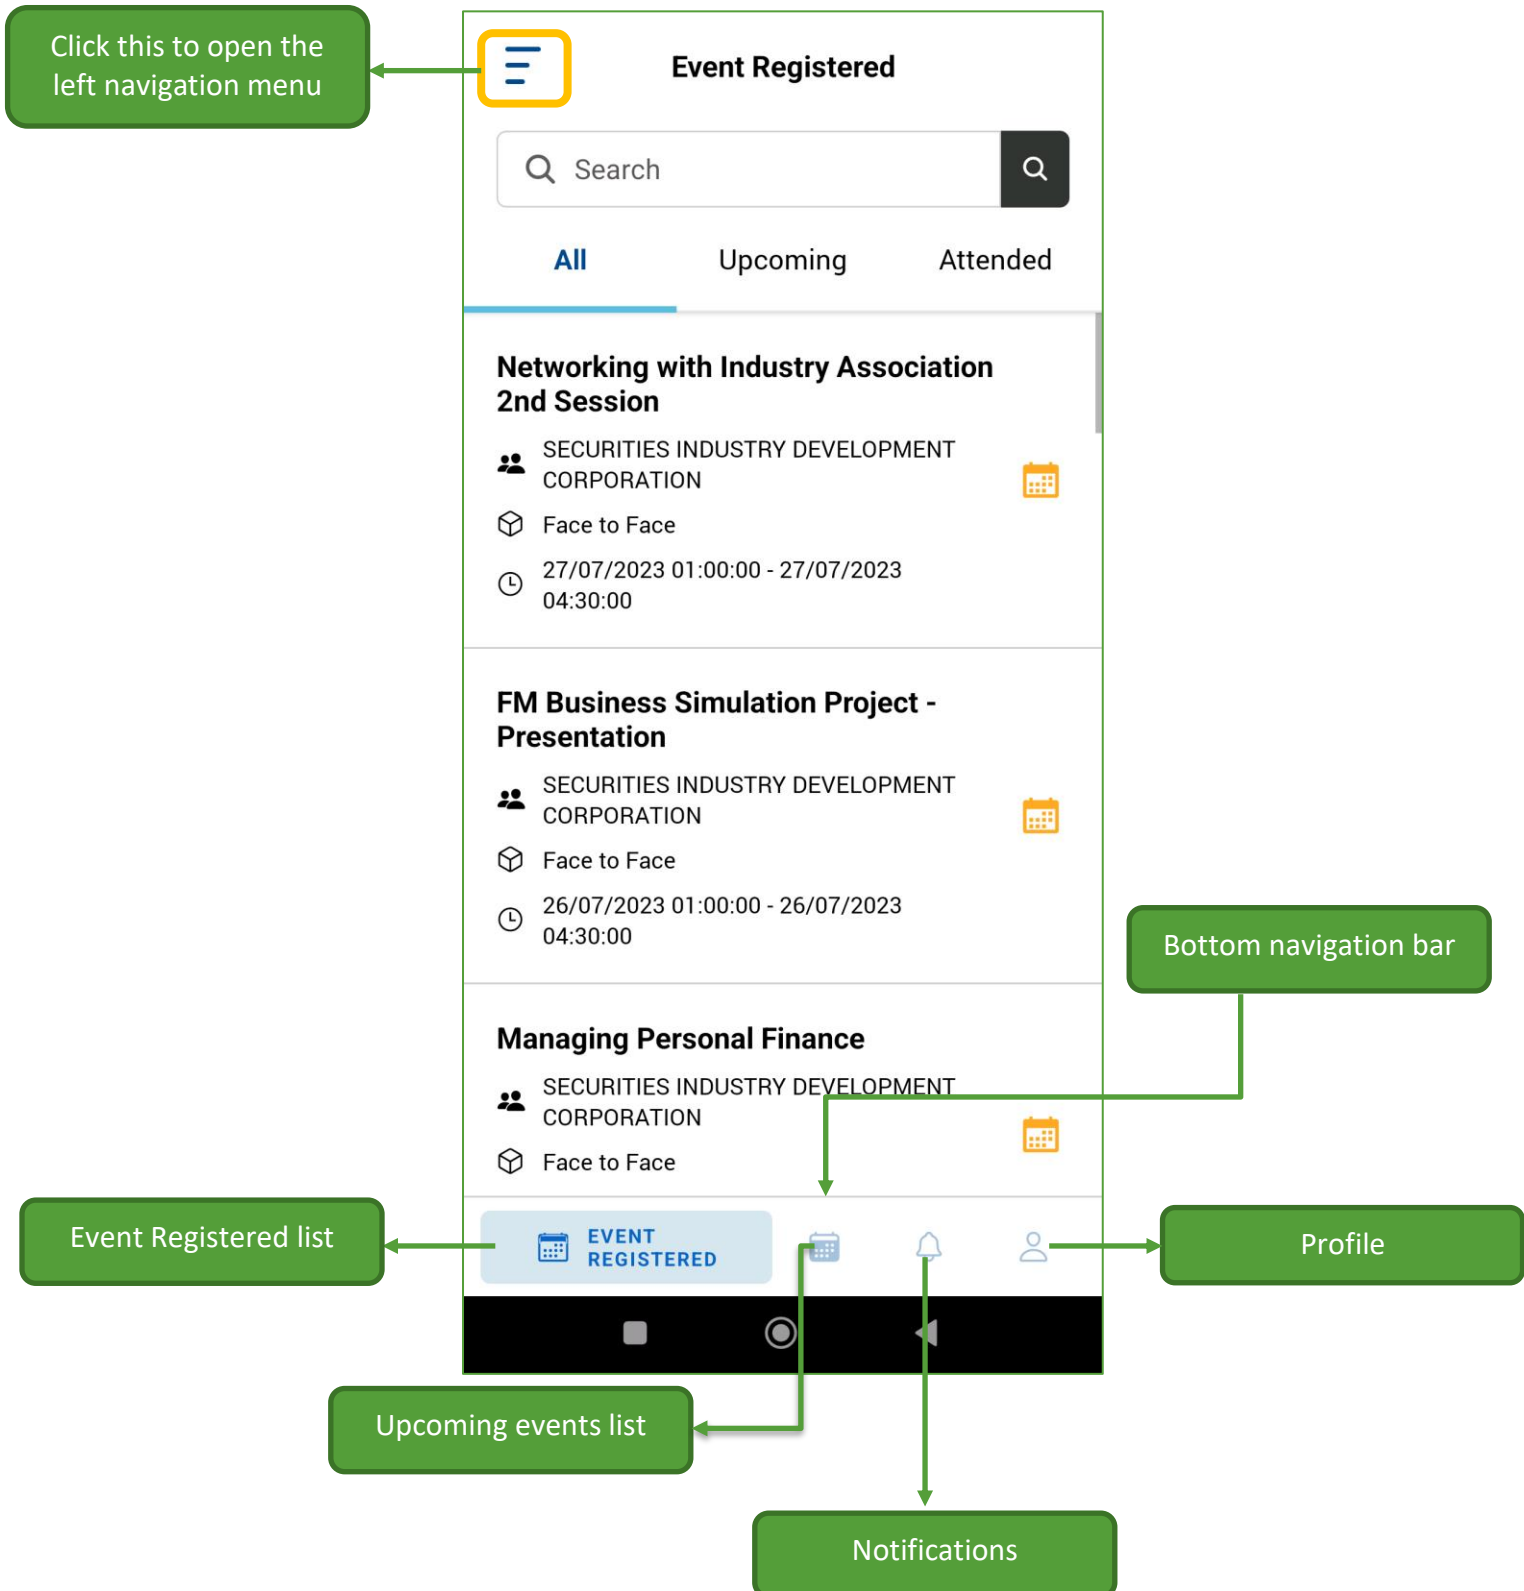 Click this to open the
left navigation menu
Event Registered
Search
All Upcoming Attended
Networking with Industry Association
2nd Session
SECURITIES INDUSTRY DEVELOPMENT
CORPORATION
Face to Face
27/07/2023 01:00:00 - 27/07/2023
04:30:00
FM Business Simulation Project -
Presentation
SECURITIES INDUSTRY DEVELOPMENT
CORPORATION
Face to Face
26/07/2023 01:00:00 - 26/07/2023
04:30:00
Bottom navigation bar
Managing Personal Finance
SECURITIES INDUSTRY DEVELOPMENT
CORPORATION
Face to Face
Event Registered list
EVENT
REGISTERED
Profile
Upcoming events list
Notifications